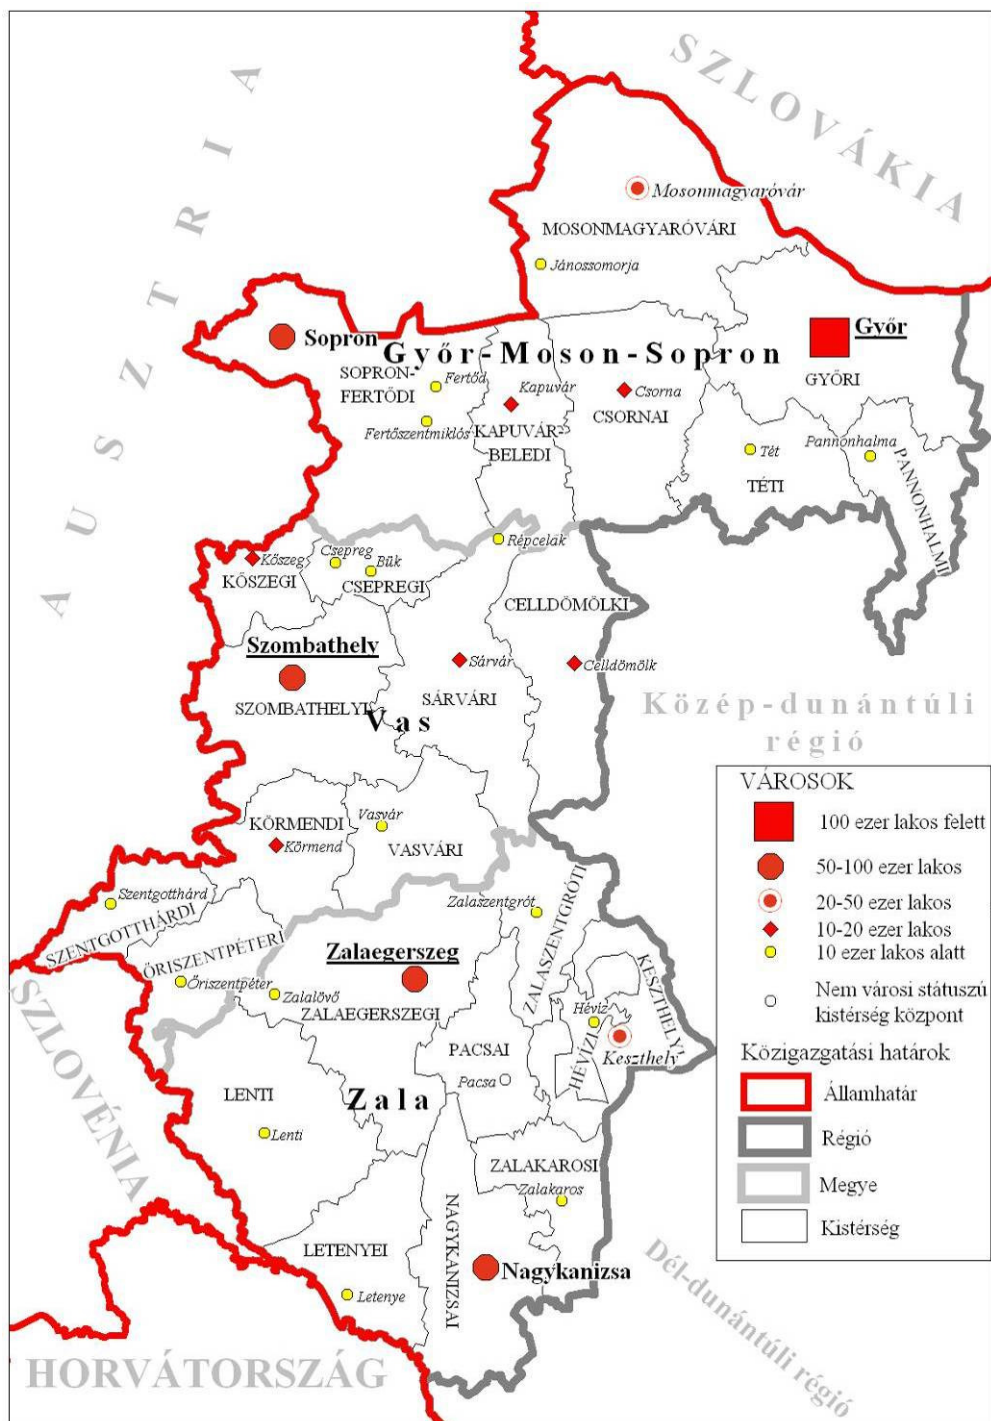 AUSZTRIA
SZLOVÁKIA
Mosonmagyaróvár
MOSONMAGYARÓVÁRI
Jánossomorja
Sopron
Győr
Győr-Moson-Sopron
SOPRON-
FERTŐDI
Fertőd
Kapuvár
Csorna
GYŐRI
CSORNAI
Fertőszentmiklós
KAPUVÁR-
BELEDI
Tét
TÉTI
Pannonhalma
PANNONHALMI
Répcelak
Kőszeg
KŐSZEGI
Csepreg
Bük
CSEPREGI
CELLDÖMÖLKI
Szombathely
SZOMBATHELYI
Sárvár
SÁRVÁRI
Celldömölk
Vas
Közép-dunántúli
régió
KÖRMENDI
Körmend
Vasvár
VASVÁRI
Szentgotthárd
SZENTGOTTHÁRDI
ŐRISZENTPÉTERI
Őriszentpéter
Zalaszentgrót
ZALASZENTGRÓTI
Zalaegerszeg
Zalalövő
ZALAEGERSZEGI
KESZTHELYI
Hévíz
HÉVÍZI
Keszthely
PACSAI
Pacsa
SZLOVÉNIA
LENTI
Lenti
Zala
ZALAKAROSI
Zalakaros
LETENYEI
Letenye
NAGYKANIZSAI
Nagykanizsa
HORVÁTORSZÁG
Dél-dunántúli régió
VÁROSOK
100 ezer lakos felett
50-100 ezer lakos
20-50 ezer lakos
10-20 ezer lakos
10 ezer lakos alatt
Nem városi státuszú
kistérség központ
Közigazgatási határok
Államhatár
Régió
Megye
Kistérség